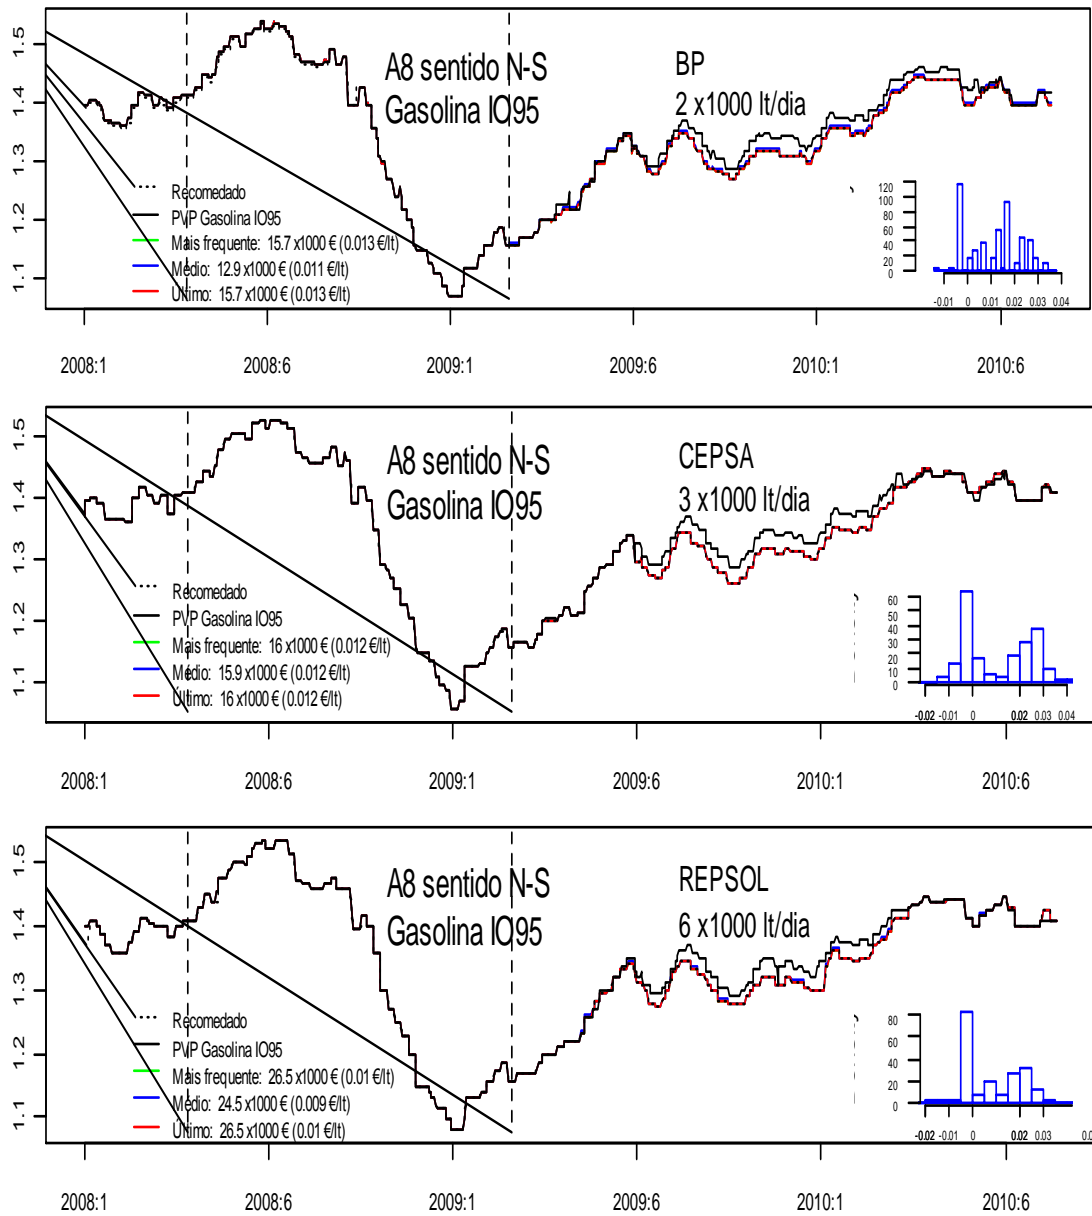 1.1 1.2 1.3 1.4 1.5
A8 sentido N-S
Gasolina IO95
BP
2 x1000 lt/dia
Recomedado
PVP Gasolina IO95
Mais frequente: 15.7 x1000 € (0.013 €/lt)
Médio: 12.9 x1000 € (0.011 €/lt)
Último: 15.7 x1000 € (0.013 €/lt)
0 20 40 60 80 100 120
-0.01 0 0.01 0.02 0.03 0.04
2008:1 2008:6 2009:1 2009:6 2010:1 2010:6
1.1 1.2 1.3 1.4 1.5
A8 sentido N-S
Gasolina IO95
CEPSA
3 x1000 lt/dia
Recomedado
PVP Gasolina IO95
Mais frequente: 16 x1000 € (0.012 €/lt)
Médio: 15.9 x1000 € (0.012 €/lt)
Último: 16 x1000 € (0.012 €/lt)
0 10 20 30 40 50 60
-0.02 -0.01 0 0.02 0.03 0.04
2008:1 2008:6 2009:1 2009:6 2010:1 2010:6
1.1 1.2 1.3 1.4 1.5
A8 sentido N-S
Gasolina IO95
REPSOL
6 x1000 lt/dia
Recomedado
PVP Gasolina IO95
Mais frequente: 26.5 x1000 € (0.01 €/lt)
Médio: 24.5 x1000 € (0.009 €/lt)
Último: 26.5 x1000 € (0.01 €/lt)
0 20 40 60 80
-0.02 -0.01 0 0.02 0.03
2008:1 2008:6 2009:1 2009:6 2010:1 2010:6